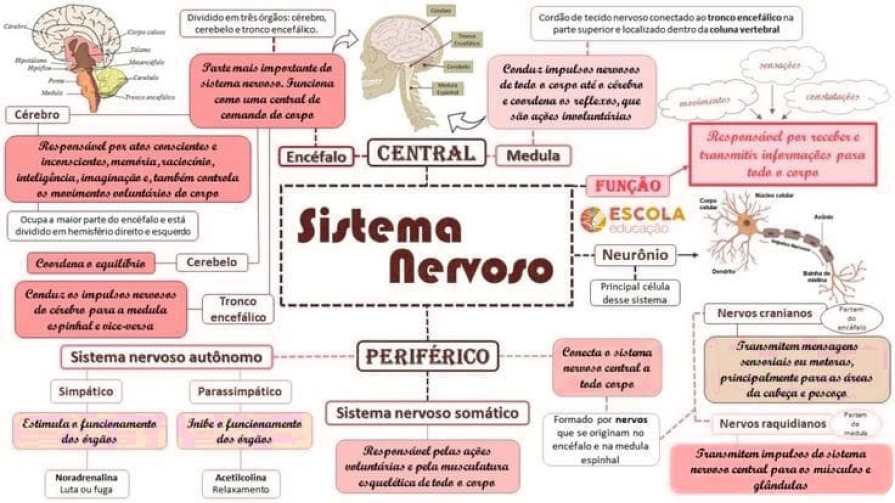 Cérebro
Corpo caloso
Tálamo
Mesencéfalo
Hipotálamo
Hipófise
Ponte
Cerebelo
Medula
Tronco encefálico
Dividido em três órgãos: cérebro,
cerebelo e tronco encefálico.
Parte mais importante do
sistema nervoso. Funciona
como uma central de
comando do corpo
Cérebro
Tronco
Encefálico
Cerebelo
Medula
Espinhal
Cordão de tecido nervoso conectado ao tronco encefálico na
parte superior e localizado dentro da coluna vertebral
Conduz impulsos nervosos
de todo o corpo até o cérebro
e coordena os reflexos, que
são ações involuntárias
sensações
movimentos
constatações
Responsável por receber e
transmitir informações para
todo o corpo
Cérebro
Responsável por atos conscientes e
inconscientes, memória, raciocínio,
inteligência, imaginação e, também controla
os movimentos voluntários do corpo
Ocupa a maior parte do encéfalo e está
dividido em hemisfério direito e esquerdo
Encéfalo
CENTRAL
Medula
FUNÇÃO
Sistema
Nervoso
ESCOLA
educação
Coordena o equilíbrio
Cerebelo
Conduz os impulsos nervosos
do cérebro para a medula
espinhal e vice-versa
Tronco
encefálico
Neurônio
Principal célula
desse sistema
Corpo
celular
Núcleo celular
Axônio
Impulso Nervoso
Dendrito
Bainha de
mielina
Sistema nervoso autônomo
PERIFÉRICO
Conecta o sistema
nervoso central a
todo corpo
Nervos cranianos
Partem
do
encéfalo
Transmitem mensagens
sensoriais ou motoras,
principalmente para as áreas
da cabeça e pescoço
Simpático
Parassimpático
Estimula o funcionamento
dos órgãos
Inibe o funcionamento
dos órgãos
Noradrenalina
Luta ou fuga
Acetilcolina
Relaxamento
Sistema nervoso somático
Responsável pelas ações
voluntárias e pela musculatura
esquelética de todo o corpo
Formado por nervos
que se originam no
encéfalo e na medula
espinhal
Nervos raquidianos
Partem
de
medula
Transmitem impulsos do sistema
nervoso central para os músculos e
glândulas